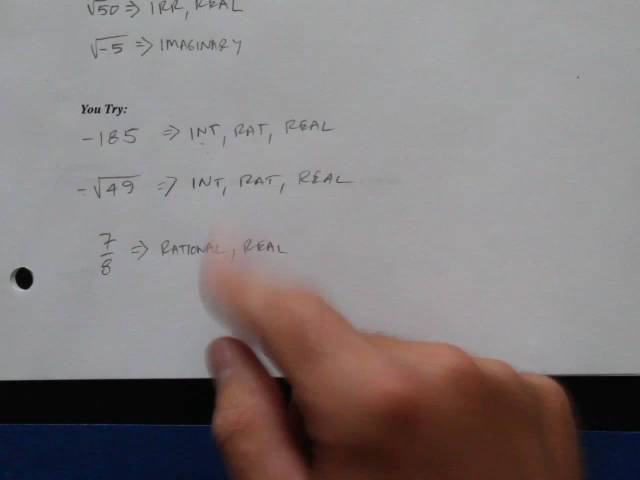 √50 => IRR, REAL
√-5 => IMAGINARY
You Try:
-185 => INT, RAT, REAL
-√49 => INT, RAT, REAL
7/8 => RATIONAL, REAL